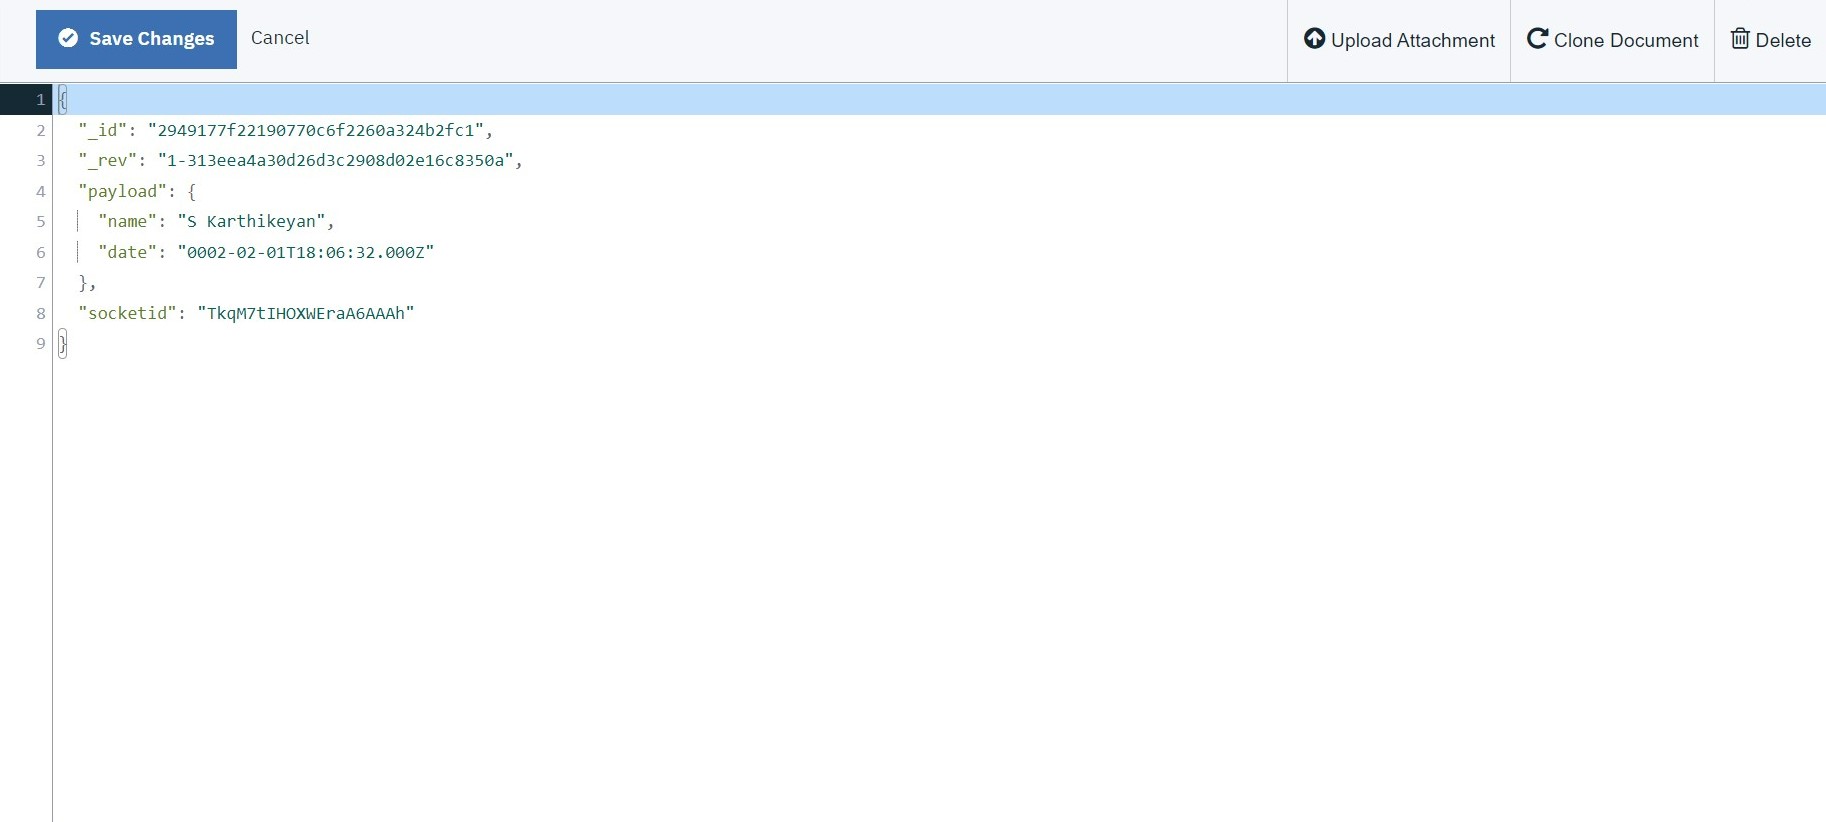 Save Changes Cancel Upload Attachment Clone Document Delete
1 {
2 "_id": "2949177f22190770c6f2260a324b2fc1",
3 "_rev": "1-313eea4a30d26d3c2908d02e16c8350a",
4 "payload": {
5 "name": "S Karthikeyan",
6 "date": "0002-02-01T18:06:32.000Z"
7 },
8 "socketid": "TkqM7tIHOXWEraA6AAAh"
9 }